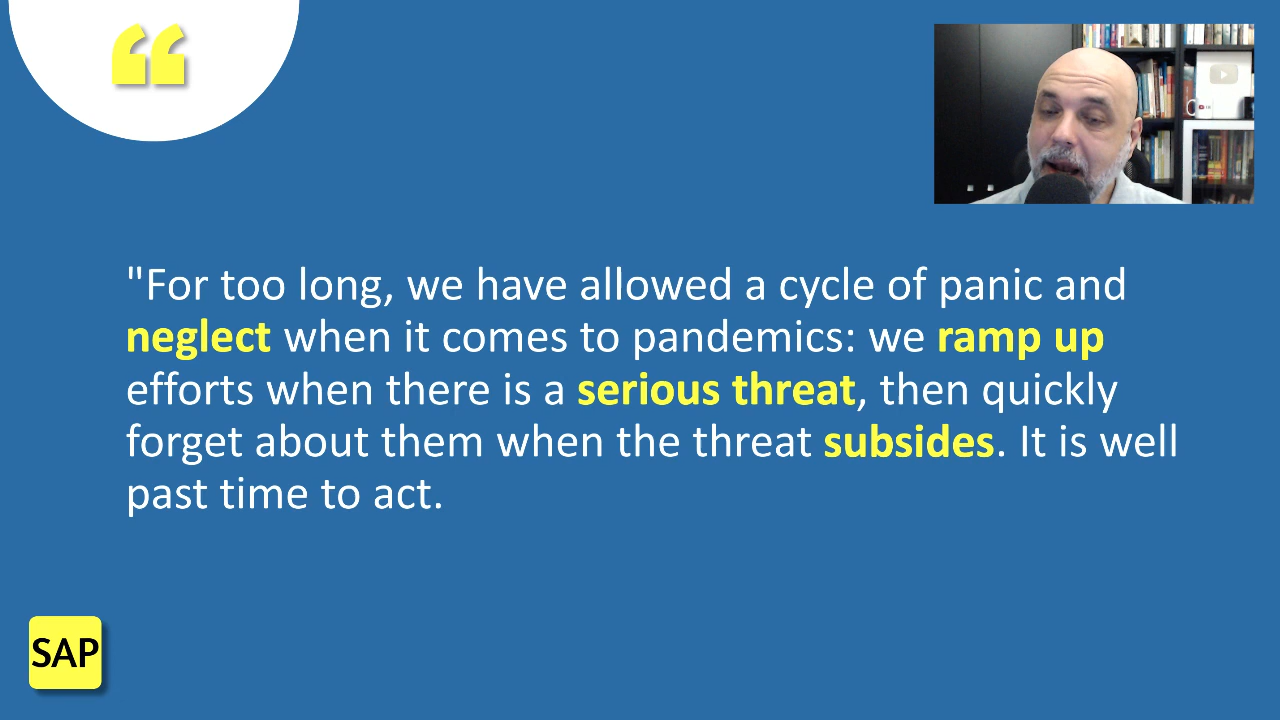 "For too long, we have allowed a cycle of panic and
neglect when it comes to pandemics: we ramp up
efforts when there is a serious threat, then quickly
forget about them when the threat subsides. It is well
past time to act.
SAP